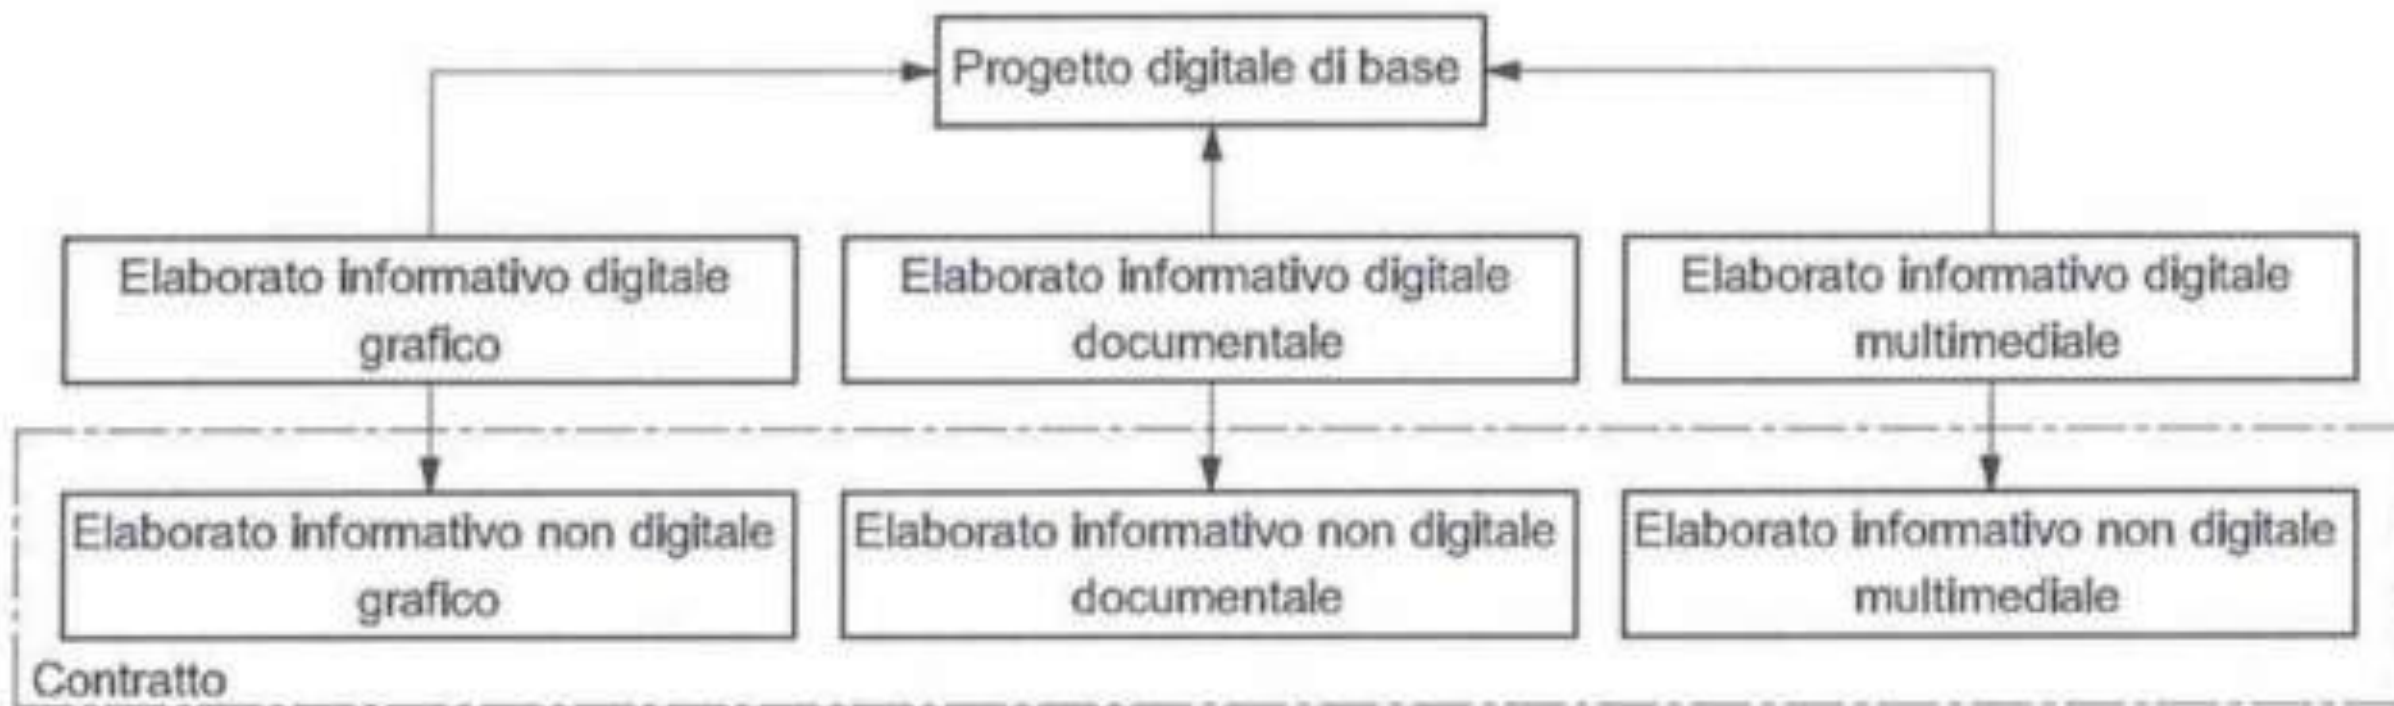 Progetto digitale di base
Elaborato informativo digitale
grafico
Elaborato informativo digitale
documentale
Elaborato informativo digitale
multimediale
Elaborato informativo non digitale
grafico
Elaborato informativo non digitale
documentale
Elaborato informativo non digitale
multimediale
Contratto